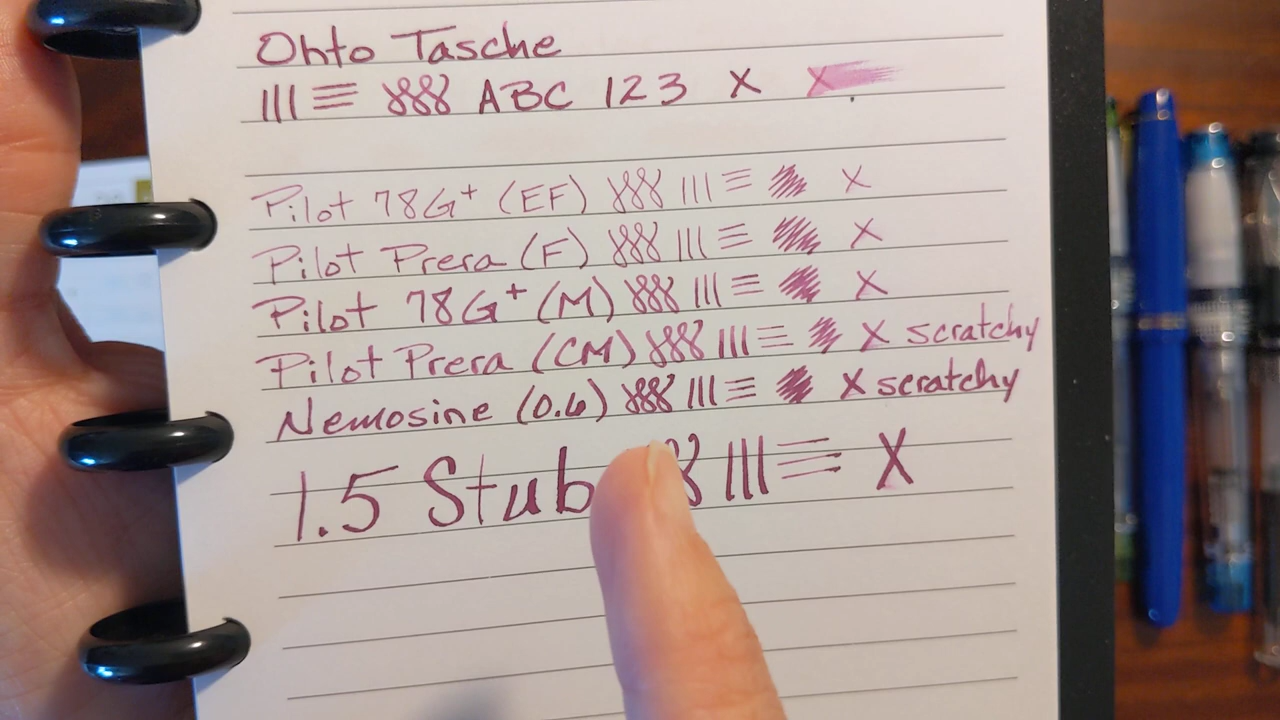 Ohto Tasche
ABC 123 X X
Pilot 78G+ (EF) X
Pilot Prera (F) X
Pilot 78G+ (M) X
Pilot Prera (CM) X scratchy
Nemosine (0.6) X scratchy
1.5 Stub X